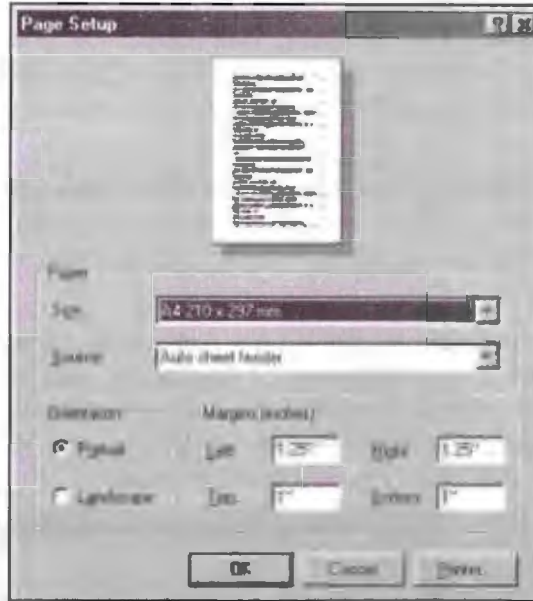 Page Setup
Paper
Size: A4 210 x 297 mm
Source: Auto sheet feeder
Orientation Margins (inches)
Portrait Left: 1.25" Right: 1.25"
Landscape Top: 1" Bottom: 1"
OK Cancel Printer...